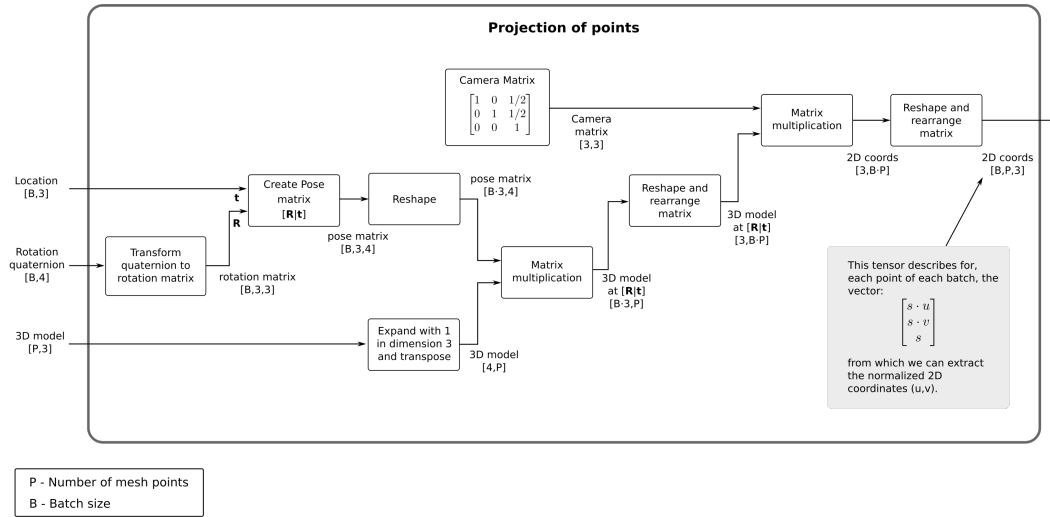 Projection of points
Camera Matrix
[1 0 1/2]
[0 1 1/2]
[0 0 1]
Camera
matrix
[3,3]
Matrix
multiplication
Reshape and
rearrange
matrix
2D coords
[3,B·P]
2D coords
[B,P,3]
Location
[B,3]
t
R
Create Pose
matrix
[R|t]
Reshape
pose matrix
[B·3,4]
pose matrix
[B,3,4]
Reshape and
rearrange
matrix
3D model
at [R|t]
[3,B·P]
Rotation
quaternion
[B,4]
Transform
quaternion to
rotation matrix
rotation matrix
[B,3,3]
Matrix
multiplication
3D model
at [R|t]
[B·3,P]
3D model
[P,3]
Expand with 1
in dimension 3
and transpose
3D model
[4,P]
This tensor describes for,
each point of each batch, the
vector:
[s · u]
[s · v]
[s]
from which we can extract
the normalized 2D
coordinates (u,v).
P - Number of mesh points
B - Batch size